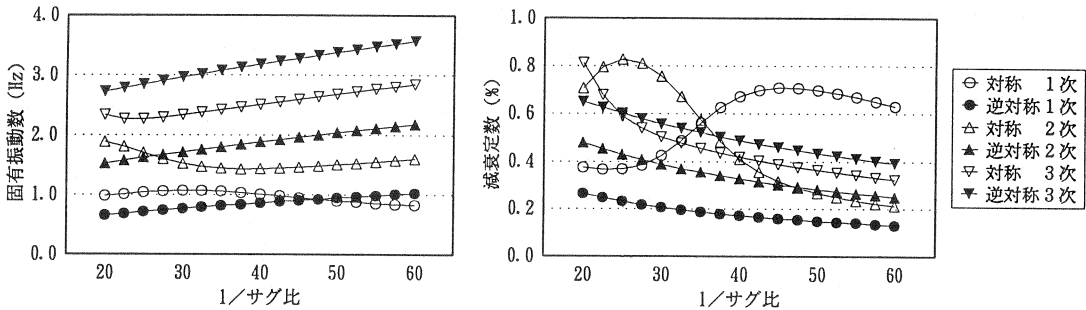 4.0
3.0
2.0
1.0
0.0
固有振動数 (Hz)
20 30 40 50 60
1/サグ比
1.0
0.8
0.6
0.4
0.2
0.0
減衰定数 (%)
20 30 40 50 60
1/サグ比
対称 1次
逆対称1次
対称 2次
逆対称2次
対称 3次
逆対称3次